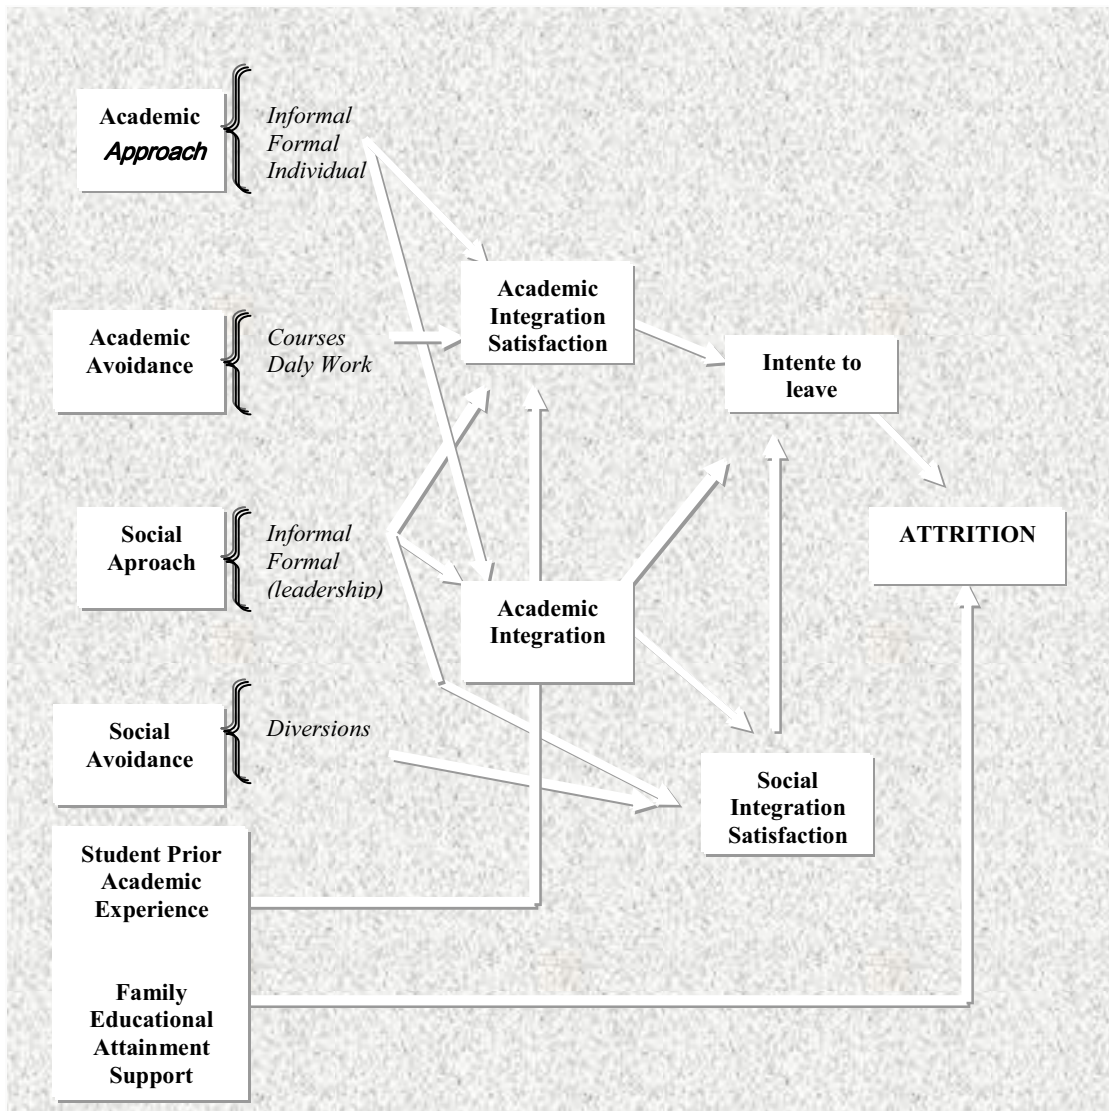 Academic
Approach
Informal
Formal
Individual
Academic
Integration
Satisfaction
Academic
Avoidance
Courses
Daly Work
Intente to
leave
Social
Aproach
Informal
Formal
(leadership)
ATTRITION
Academic
Integration
Social
Avoidance
Diversions
Social
Integration
Satisfaction
Student Prior
Academic
Experience
Family
Educational
Attainment
Support